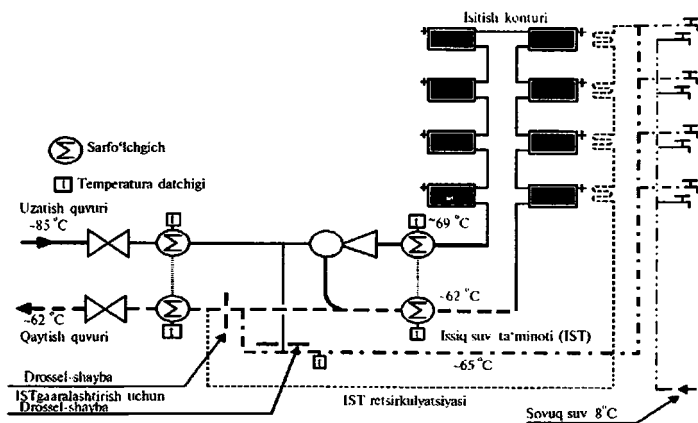 Isitish konturi
Sarfo‘lchgich
Temperatura datchigi
Uzatish quvuri
~85 °C
~69 °C
~62 °C
~62 °C
Qaytish quvuri
Issiq suv ta‘minoti (IST)
~65°C
Drossel-shayba
ISTgaaralashtirish uchun
Drossel-shayba
IST retsirkulyatsiyasi
Sovuq suv 8°C